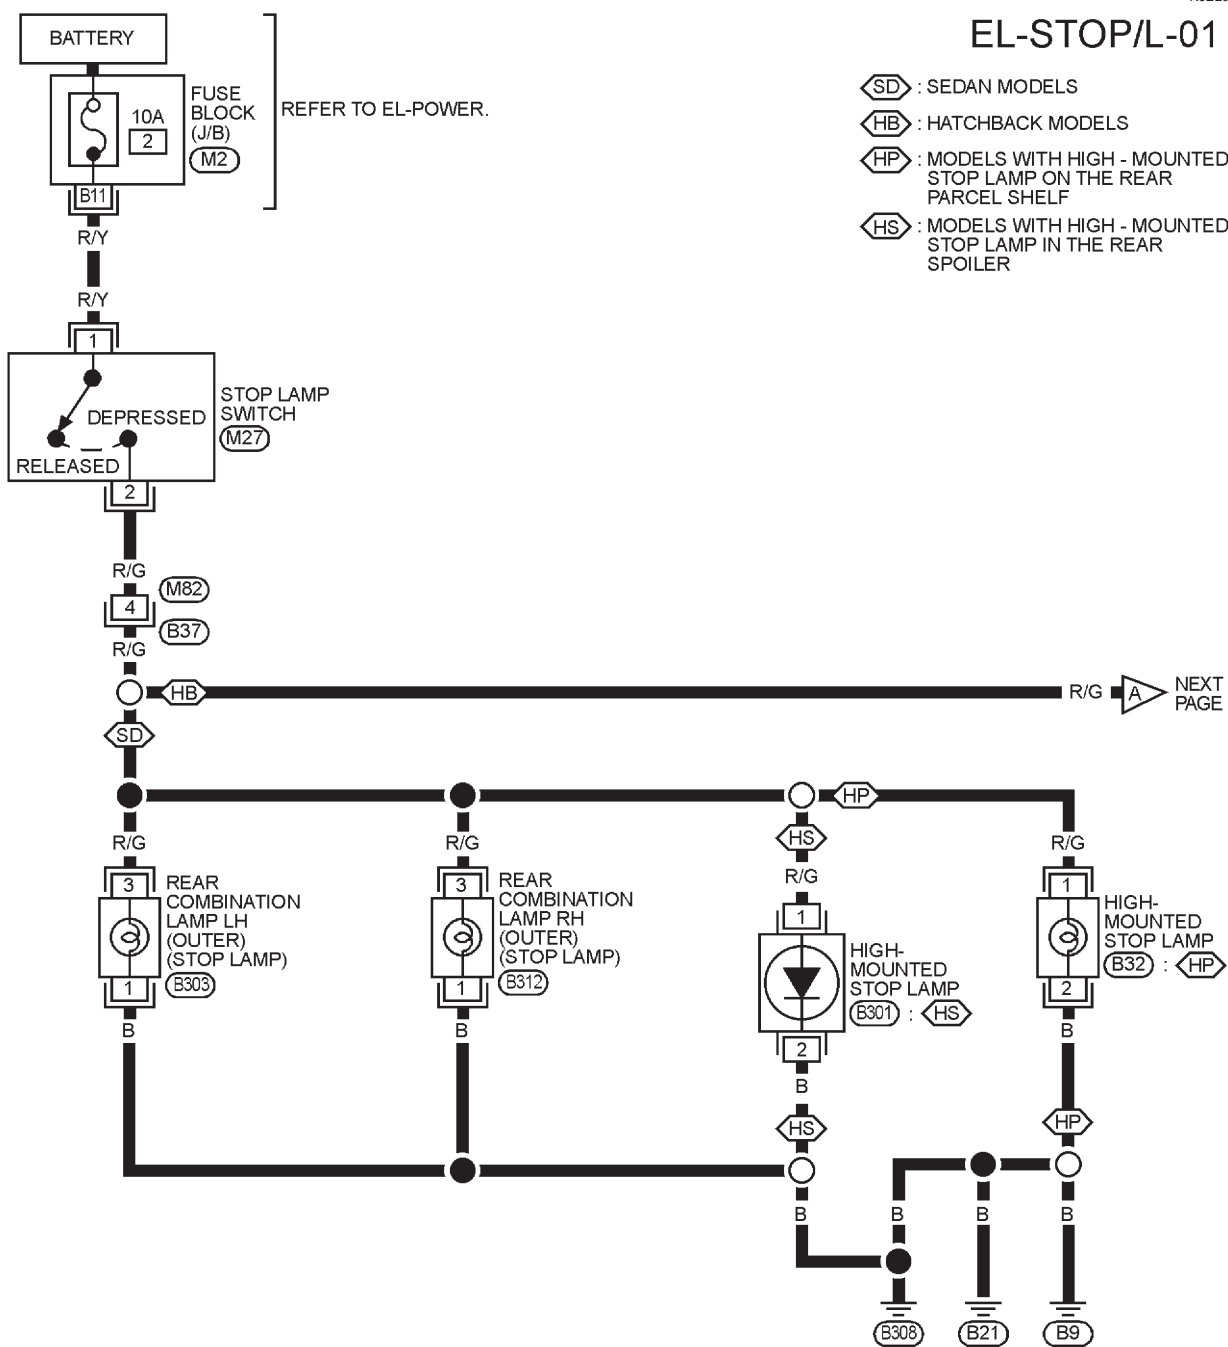 EL-STOP/L-01
BATTERY
FUSE
BLOCK
(J/B)
M2
10A
2
B11
REFER TO EL-POWER.
SD : SEDAN MODELS
HB : HATCHBACK MODELS
HP : MODELS WITH HIGH - MOUNTED
STOP LAMP ON THE REAR
PARCEL SHELF
HS : MODELS WITH HIGH - MOUNTED
STOP LAMP IN THE REAR
SPOILER
R/Y
R/Y
1
DEPRESSED
RELEASED
STOP LAMP
SWITCH
M27
2
R/G
M82
4
B37
R/G
HB
R/G
A
NEXT
PAGE
SD
HP
HS
R/G
R/G
R/G
R/G
3
REAR
COMBINATION
LAMP LH
(OUTER)
(STOP LAMP)
B303
1
3
REAR
COMBINATION
LAMP RH
(OUTER)
(STOP LAMP)
B312
1
1
HIGH-
MOUNTED
STOP LAMP
B301 : HS
2
1
HIGH-
MOUNTED
STOP LAMP
B32 : HP
2
B
B
B
B
HS
HP
B
B
B
B
B308
B21
B9